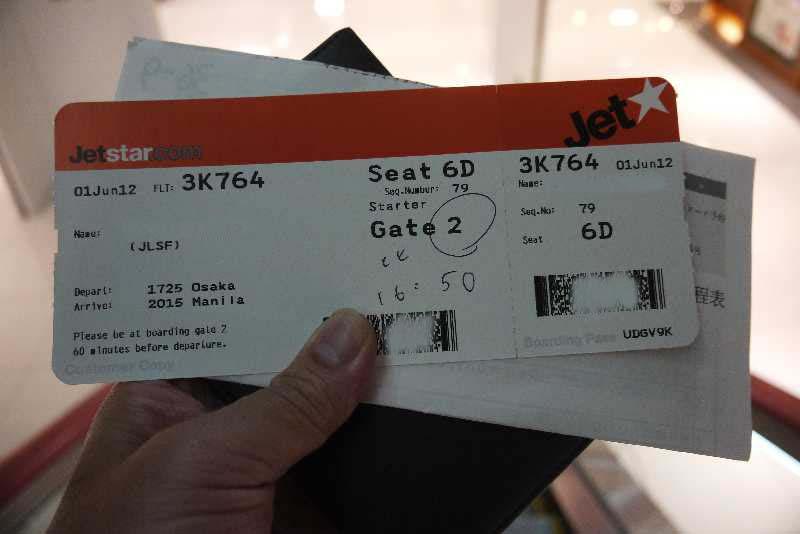 Jetstar.com
Jet
01Jun12 FLT: 3K764
Seat 6D
Seq.Number: 79
Starter
Gate 2
16:50
Name:
(JLSF)
Depart: 1725 Osaka
Arrive: 2015 Manila
Please be at boarding gate 2
60 minutes before departure.
Customer Copy
3K764 01Jun12
Name:
Seq.No: 79
Seat 6D
Boarding Pass UDGV9K
程表